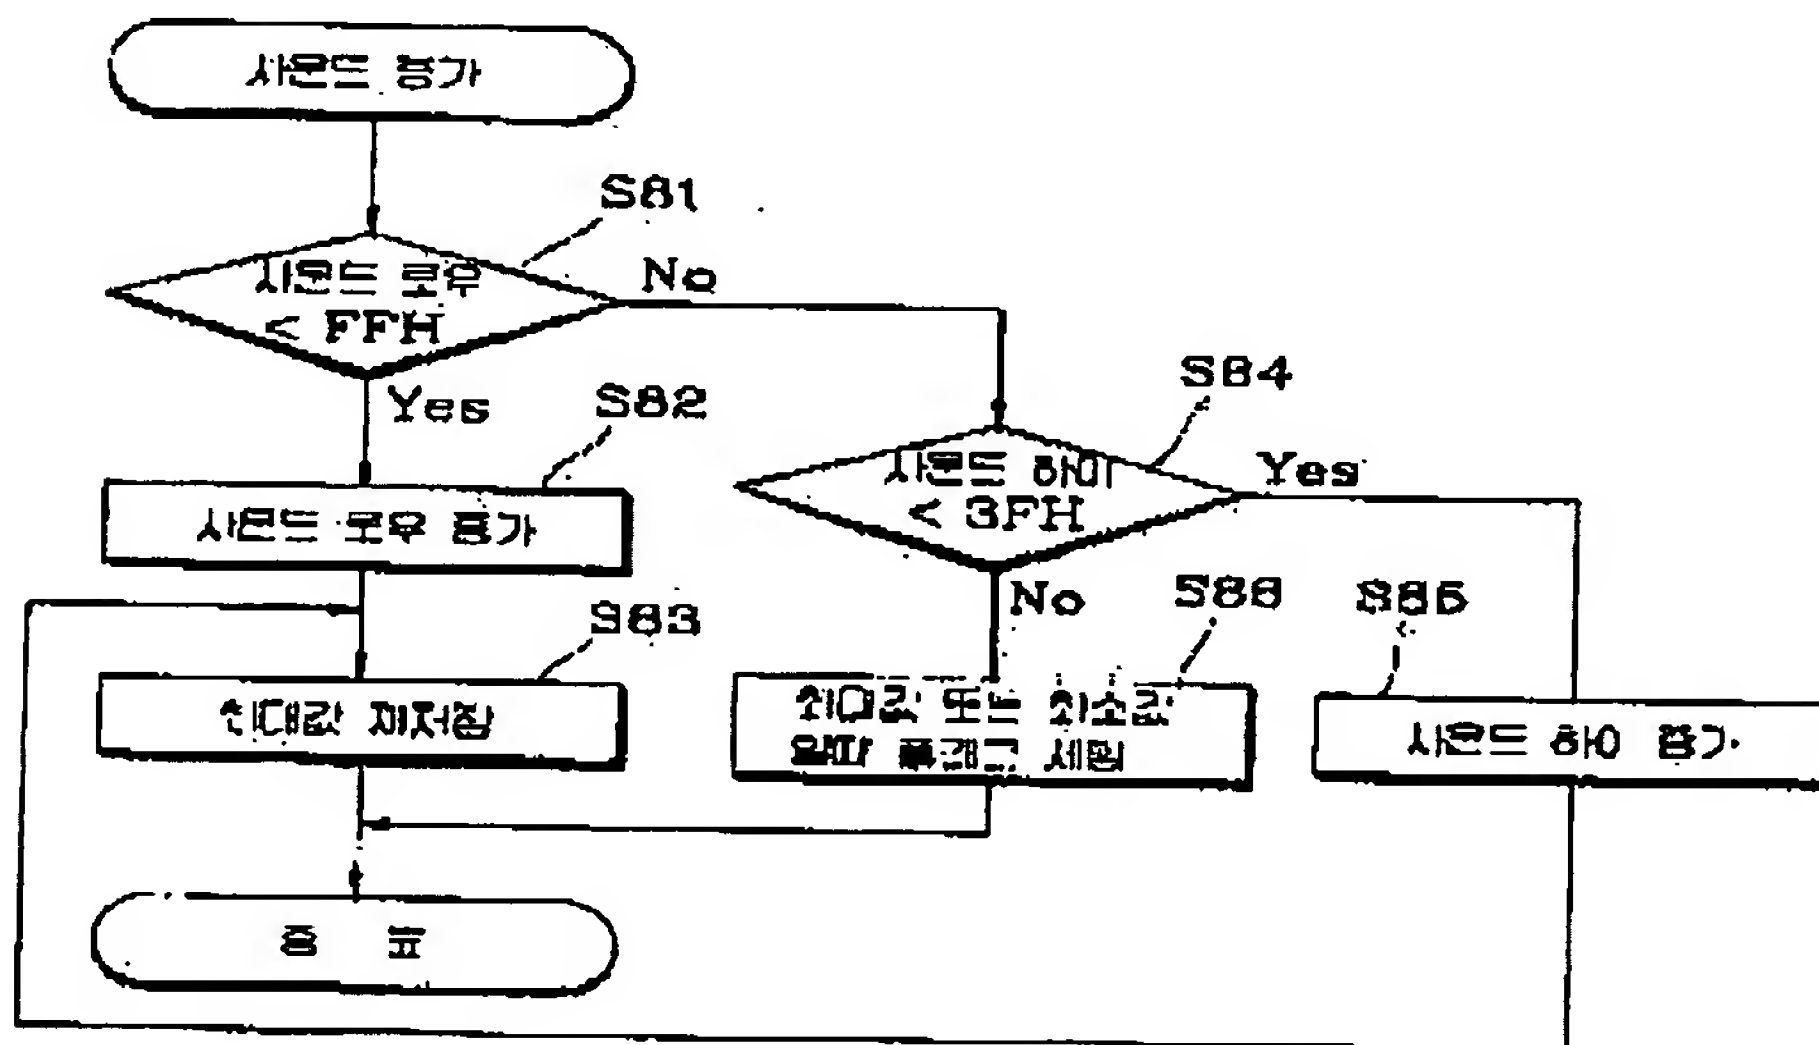 사운드 증가
S81
사운드 로우
< FFH
No
Yes
S82
사운드 로우 증가
S84
사운드 하이
< 3FH
Yes
No
S83
최대값 재저장
S86
최대값 또는 최소값
플래그 세팅
S85
사운드 하이 증가
종 료